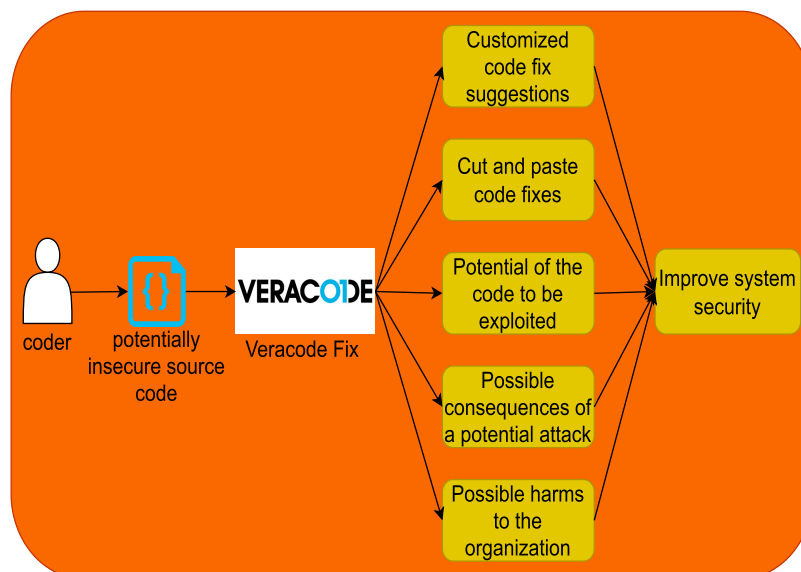 Customized
code fix
suggestions
Cut and paste
code fixes
Potential of the
code to be
exploited
Possible
consequences of
a potential attack
Possible harms
to the
organization
Improve system
security
coder
{}
potentially
insecure source
code
VERACODE
Veracode Fix